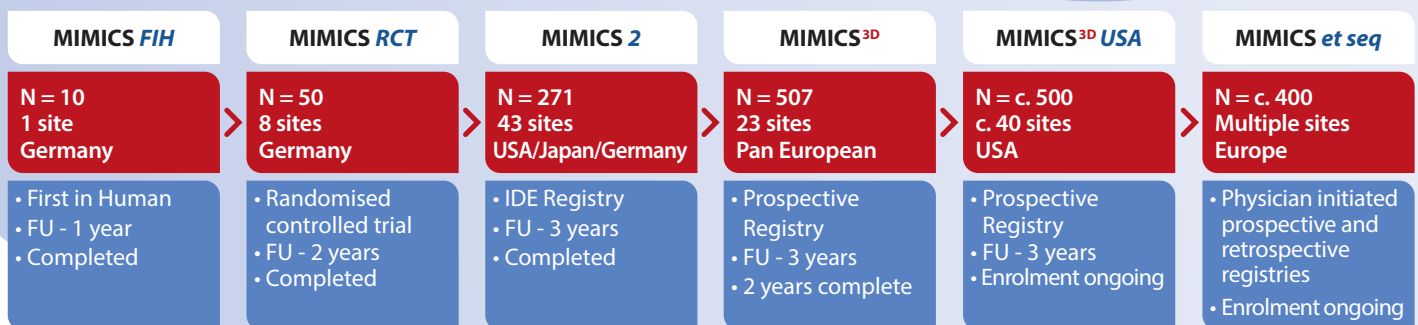 MIMICS FIH
N = 10
1 site
Germany
• First in Human
• FU - 1 year
• Completed
MIMICS RCT
N = 50
8 sites
Germany
• Randomised
controlled trial
• FU - 2 years
• Completed
MIMICS 2
N = 271
43 sites
USA/Japan/Germany
• IDE Registry
• FU - 3 years
• Completed
MIMICS3D
N = 507
23 sites
Pan European
• Prospective
Registry
• FU - 3 years
• 2 years complete
MIMICS3D USA
N = c. 500
c. 40 sites
USA
• Prospective
Registry
• FU - 3 years
• Enrolment ongoing
MIMICS et seq
N = c. 400
Multiple sites
Europe
• Physician initiated
prospective and
retrospective
registries
• Enrolment ongoing